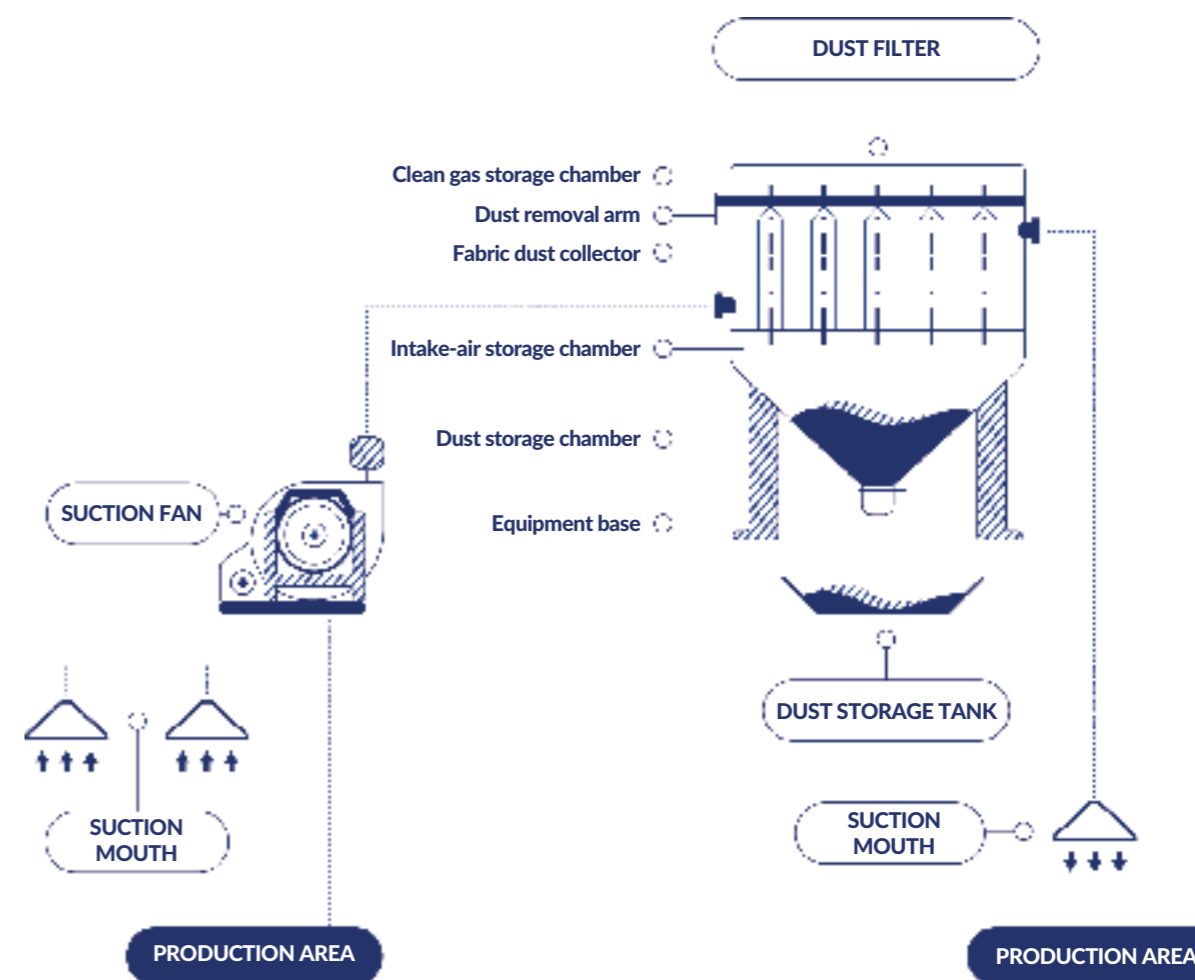 DUST FILTER
Clean gas storage chamber
Dust removal arm
Fabric dust collector
Intake-air storage chamber
Dust storage chamber
SUCTION FAN
Equipment base
DUST STORAGE TANK
SUCTION
MOUTH
SUCTION
MOUTH
PRODUCTION AREA
PRODUCTION AREA